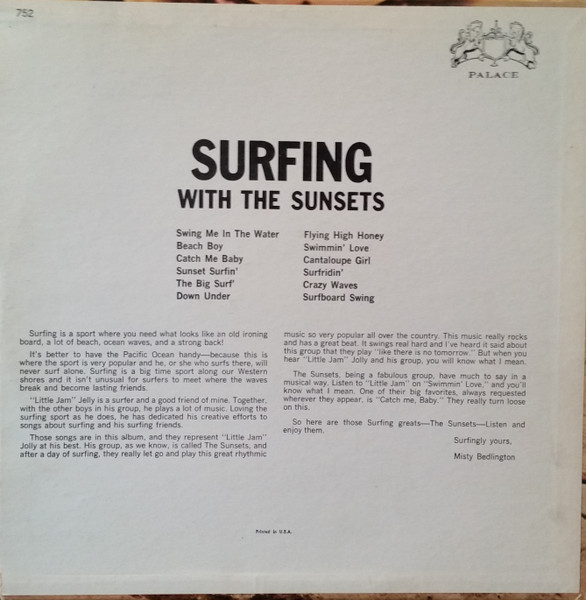 752
PALACE
SURFING
WITH THE SUNSETS
Swing Me In The Water
Beach Boy
Catch Me Baby
Sunset Surfin'
The Big Surf'
Down Under
Flying High Honey
Swimmin' Love
Cantaloupe Girl
Surfridin'
Crazy Waves
Surfboard Swing
Surfing is a sport where you need what looks like an old ironing
board, a lot of beach, ocean waves, and a strong back!
It's better to have the Pacific Ocean handy—because this is
where the sport is very popular and he, or she who surfs there, will
never surf alone. Surfing is a big time sport along our Western
shores and it isn't unusual for surfers to meet where the waves
break and become lasting friends.
"Little Jam" Jelly is a surfer and a good friend of mine. Together,
with the other boys in his group, he plays a lot of music. Loving the
surfing sport as he does, he has dedicated his creative efforts to
songs about surfing and his surfing friends.
Those songs are in this album, and they represent "Little Jam"
Jolly at his best. His group, as we know, is called The Sunsets, and
after a day of surfing, they really let go and play this great rhythmic
music so very popular all over the country. This music really rocks
and has a great beat. It swings real hard and I've heard it said about
this group that they play "like there is no tomorrow." But when you
hear "Little Jam" Jolly and his group, you will know what I mean.
The Sunsets, being a fabulous group, have much to say in a
musical way. Listen to "Little Jam" on "Swimmin' Love," and you'll
know what I mean. One of their big favorites, always requested
wherever they appear, is "Catch me, Baby." They really turn loose
on this.
So here are those Surfing greats—The Sunsets—Listen and
enjoy them.
Surfingly yours,
Misty Bedlington
Printed in U.S.A.